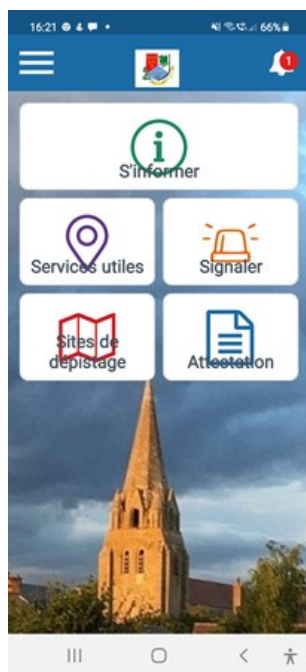 16:21
66%
1
S'informer
Services utiles
Signaler
Sites de
dépistage
Attestation